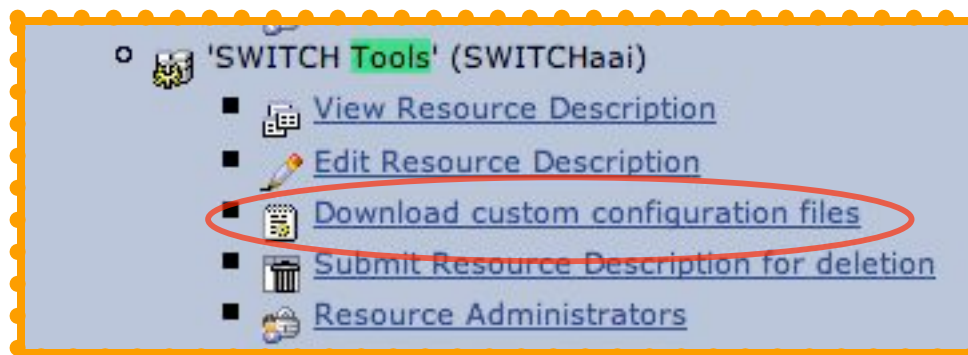 'SWITCH Tools' (SWITCHaai)
View Resource Description
Edit Resource Description
Download custom configuration files
Submit Resource Description for deletion
Resource Administrators